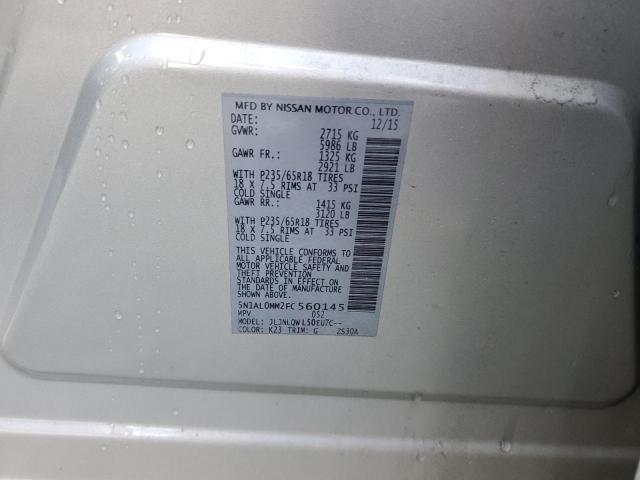 MFD BY NISSAN MOTOR CO., LTD.
DATE: 12/15
GVWR: 2715 KG
5986 LB
GAWR FR.: 1325 KG
2921 LB
WITH P235/65R18 TIRES
18 X 7.5 RIMS AT 33 PSI
COLD SINGLE
GAWR RR.: 1415 KG
3120 LB
WITH P235/65R18 TIRES
18 X 7.5 RIMS AT 33 PSI
COLD SINGLE
THIS VEHICLE CONFORMS TO
ALL APPLICABLE FEDERAL
MOTOR VEHICLE SAFETY AND
THEFT PREVENTION
STANDARDS IN EFFECT ON
THE DATE OF MANUFACTURE
SHOWN ABOVE.
5N1AL0MM2FC560145
MPV 052
MODEL: JLJNLQWL50EUZC--
COLOR: K23 TRIM: G 2S30A